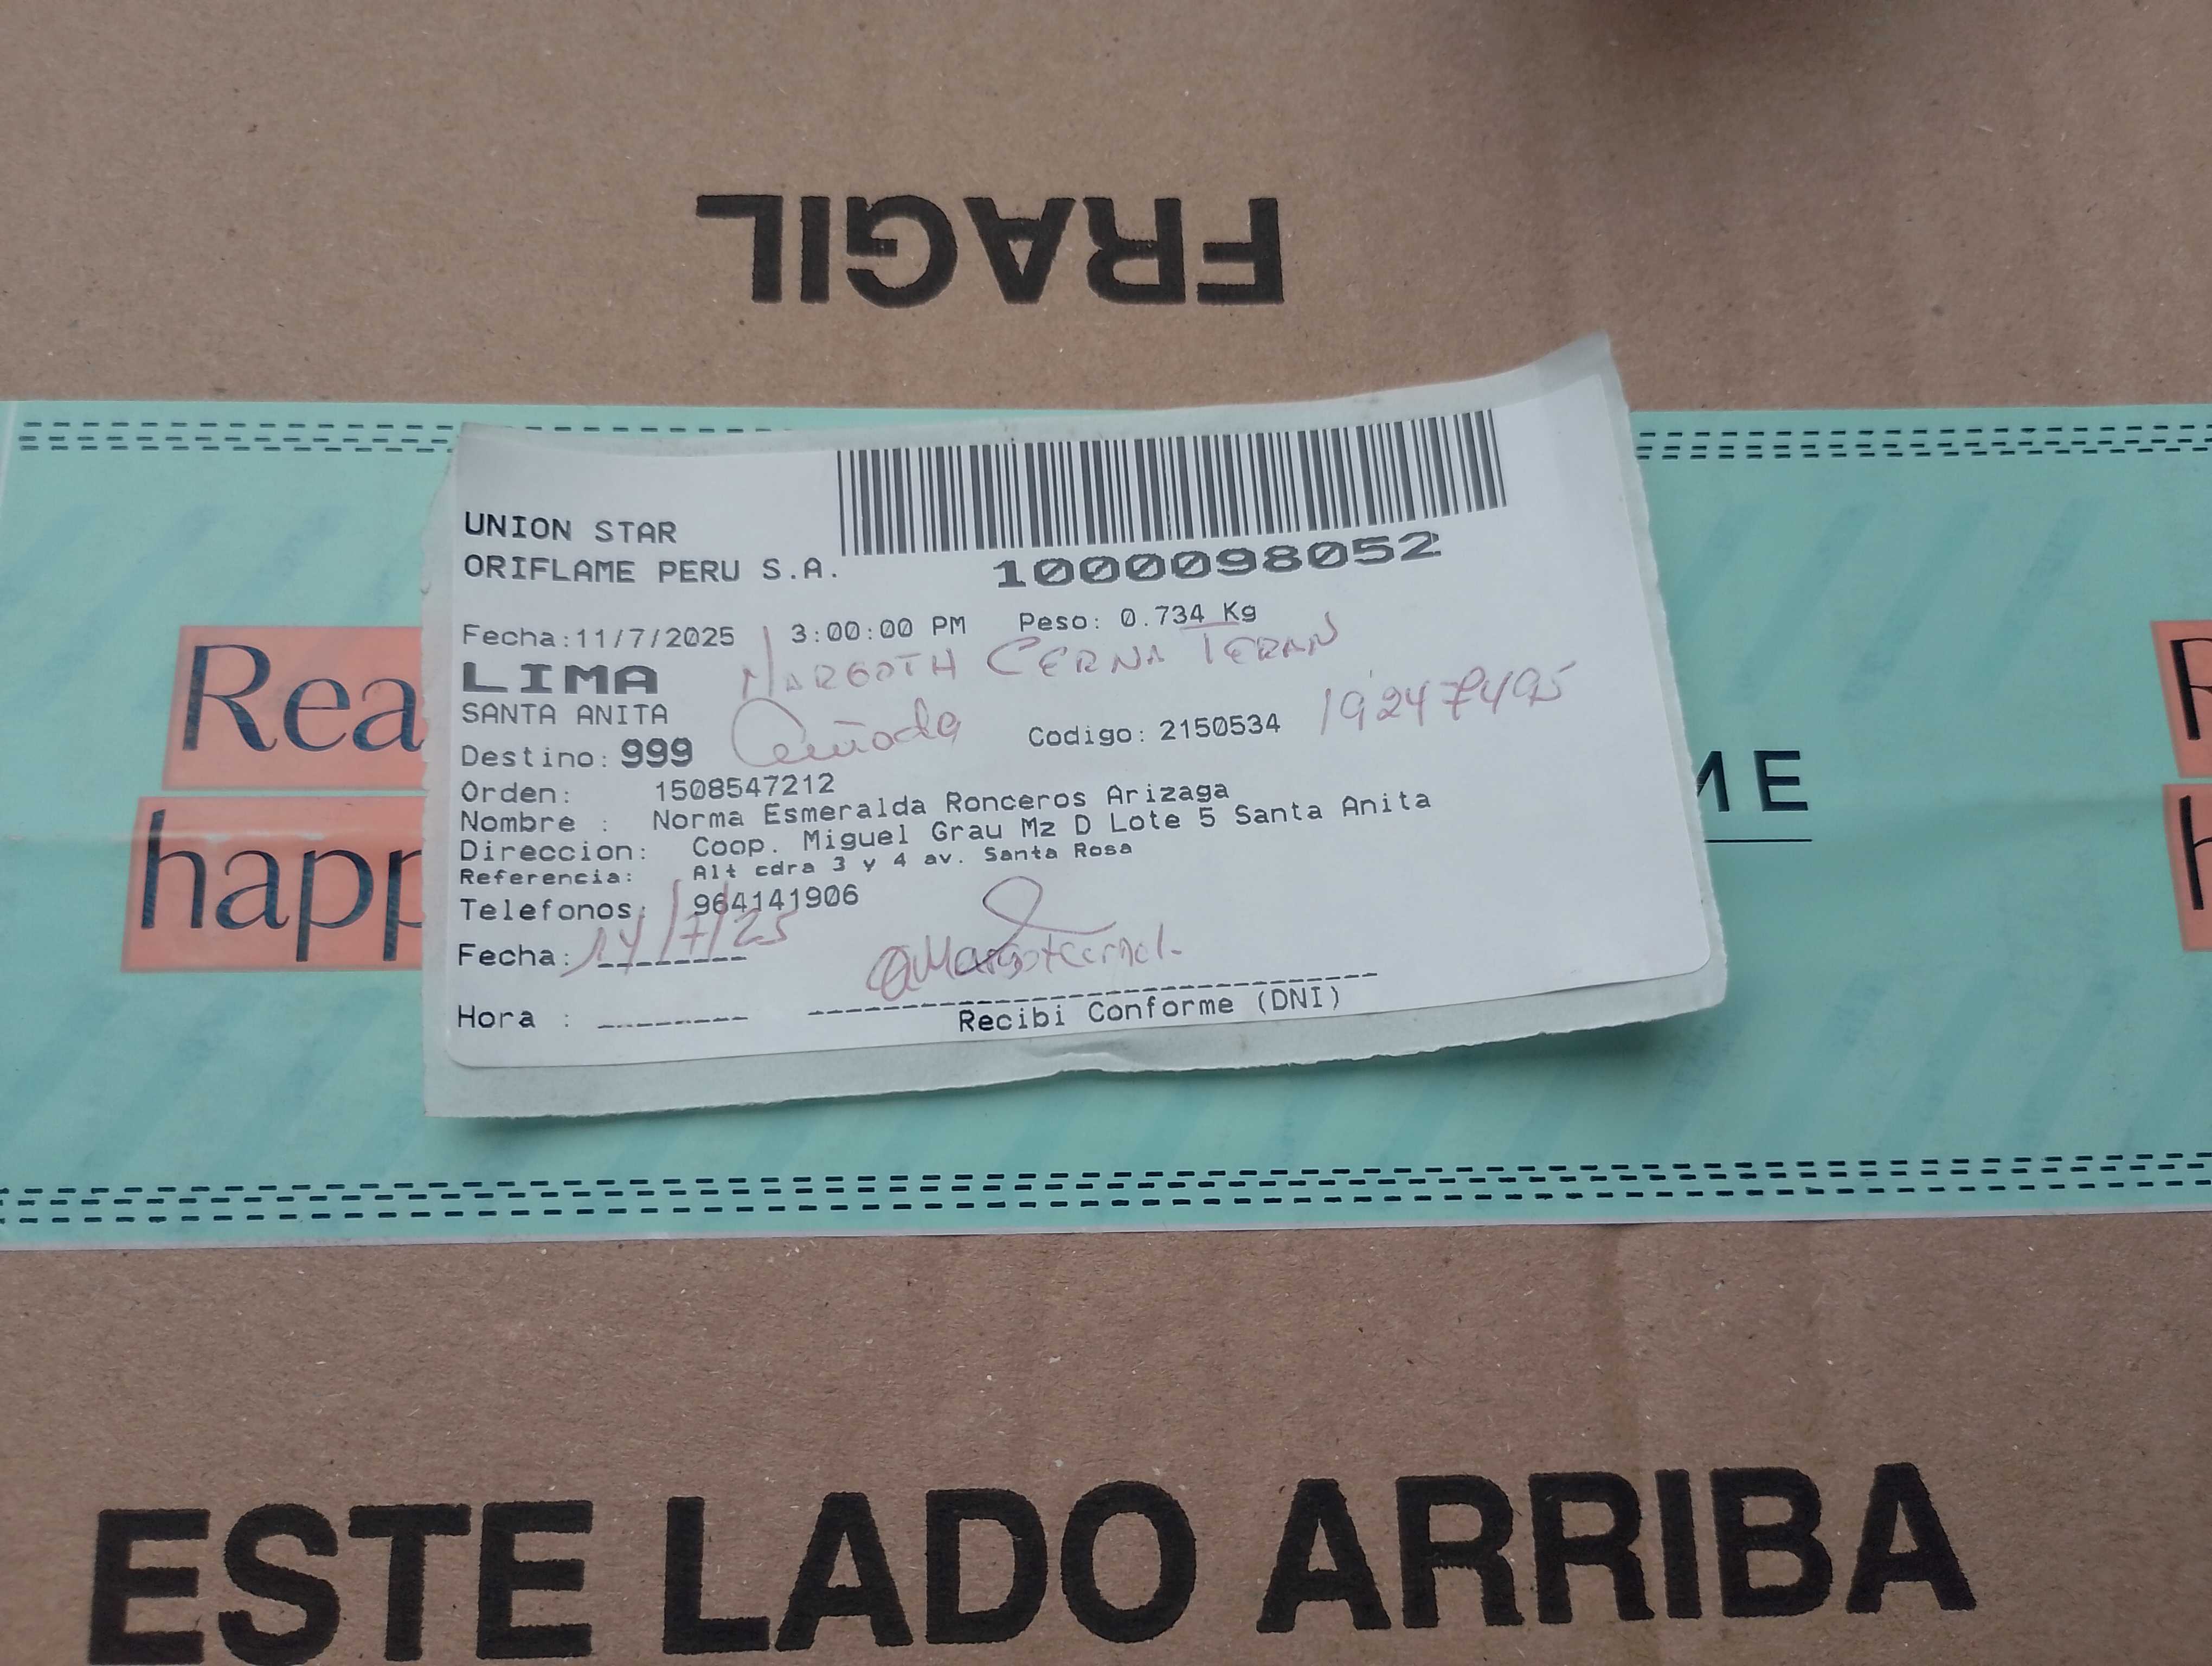 FRAGIL
UNION STAR
ORIFLAME PERU S.A.
1000098052
Fecha:11/7/2025 3:00:00 PM Peso: 0.734 Kg
MARGOTH CERNA TERAN
LIMA
SANTA ANITA
Cuñada
Codigo: 2150534
19247495
Destino: 999
Orden: 1508547212
Nombre : Norma Esmeralda Ronceros Arizaga
Direccion: Coop. Miguel Grau Mz D Lote 5 Santa Anita
Referencia: Alt cdra 3 y 4 av. Santa Rosa
Telefonos: 964141906
Fecha: 14/7/25
Hora :
Recibi Conforme (DNI)
Rea
happ
ME
ESTE LADO ARRIBA